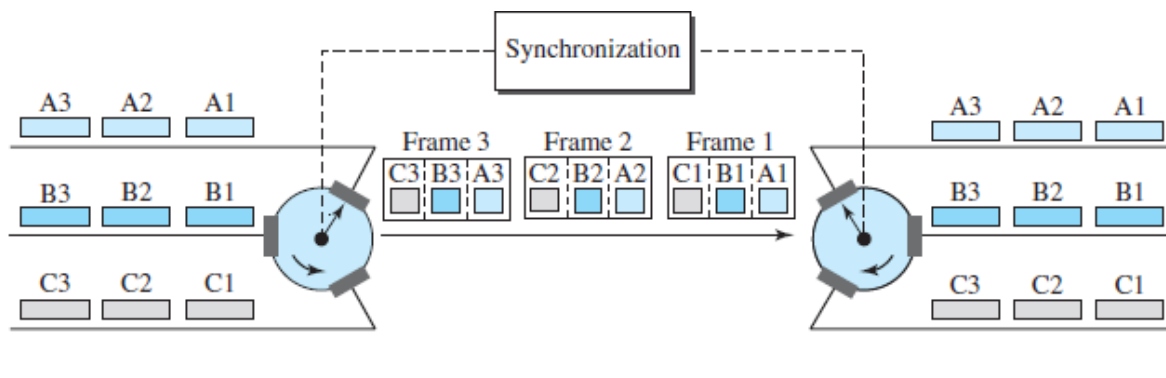 Synchronization
A3 A2 A1
A3 A2 A1
Frame 3 Frame 2 Frame 1
C3 B3 A3 C2 B2 A2 C1 B1 A1
B3 B2 B1
B3 B2 B1
C3 C2 C1
C3 C2 C1